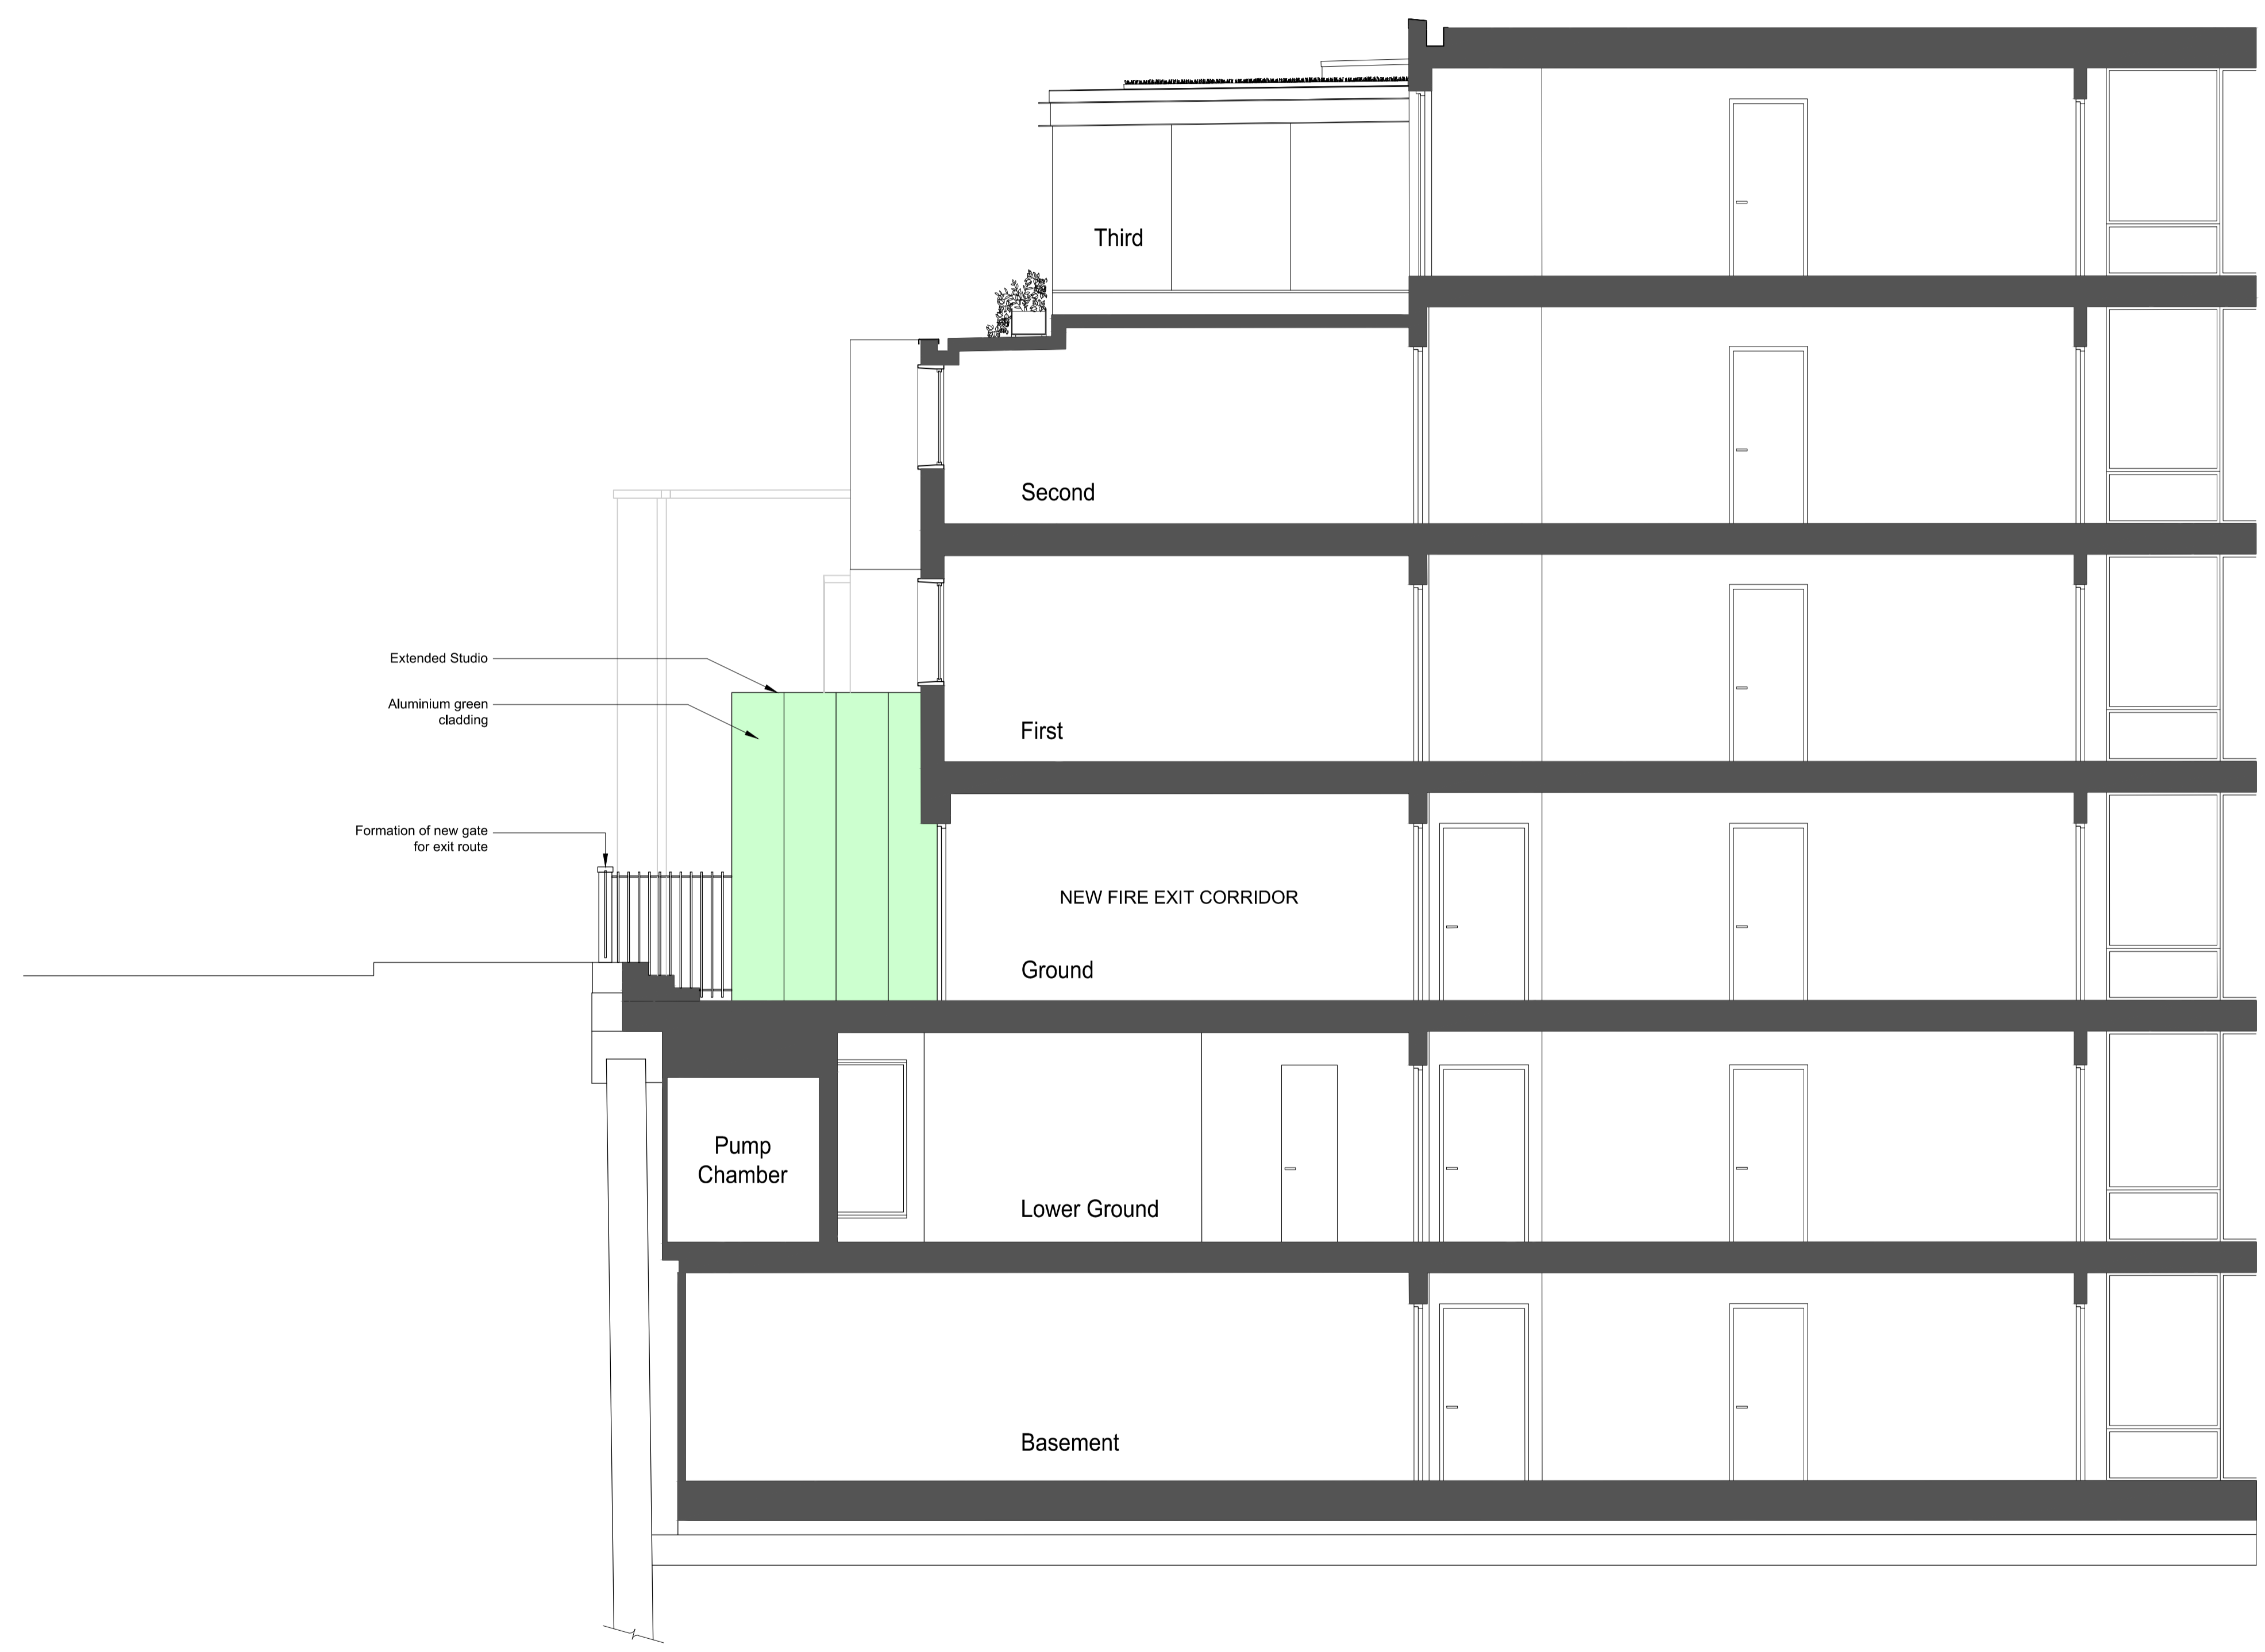 Third
Second
Extended Studio
Aluminium green
cladding
First
Formation of new gate
for exit route
NEW FIRE EXIT CORRIDOR
Ground
Pump
Chamber
Lower Ground
Basement